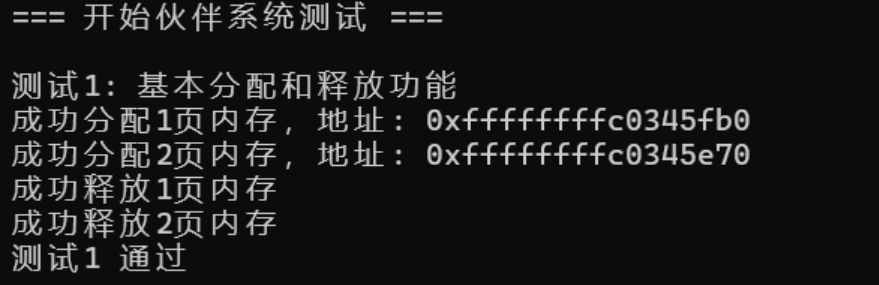 === 开始伙伴系统测试 ===
测试1: 基本分配和释放功能
成功分配1页内存, 地址: 0xffffffffc0345fb0
成功分配2页内存, 地址: 0xffffffffc0345e70
成功释放1页内存
成功释放2页内存
测试1 通过